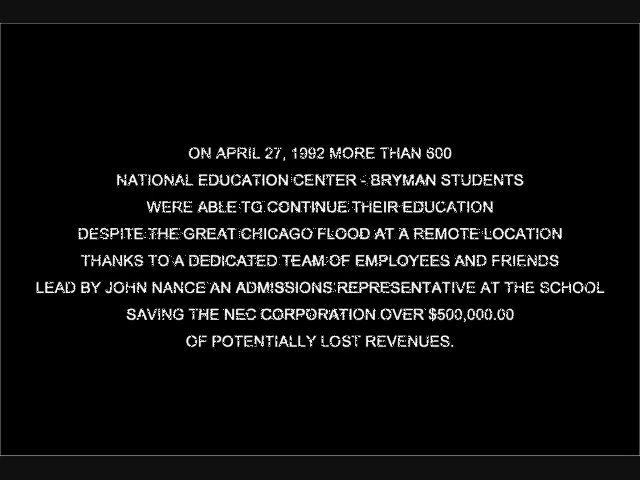 ON APRIL 27, 1992 MORE THAN 600
NATIONAL EDUCATION CENTER - BRYMAN STUDENTS
WERE ABLE TO CONTINUE THEIR EDUCATION
DESPITE THE GREAT CHICAGO FLOOD AT A REMOTE LOCATION
THANKS TO A DEDICATED TEAM OF EMPLOYEES AND FRIENDS
LEAD BY JOHN NANCE AN ADMISSIONS REPRESENTATIVE AT THE SCHOOL
SAVING THE NEC CORPORATION OVER $500,000.00
OF POTENTIALLY LOST REVENUES.